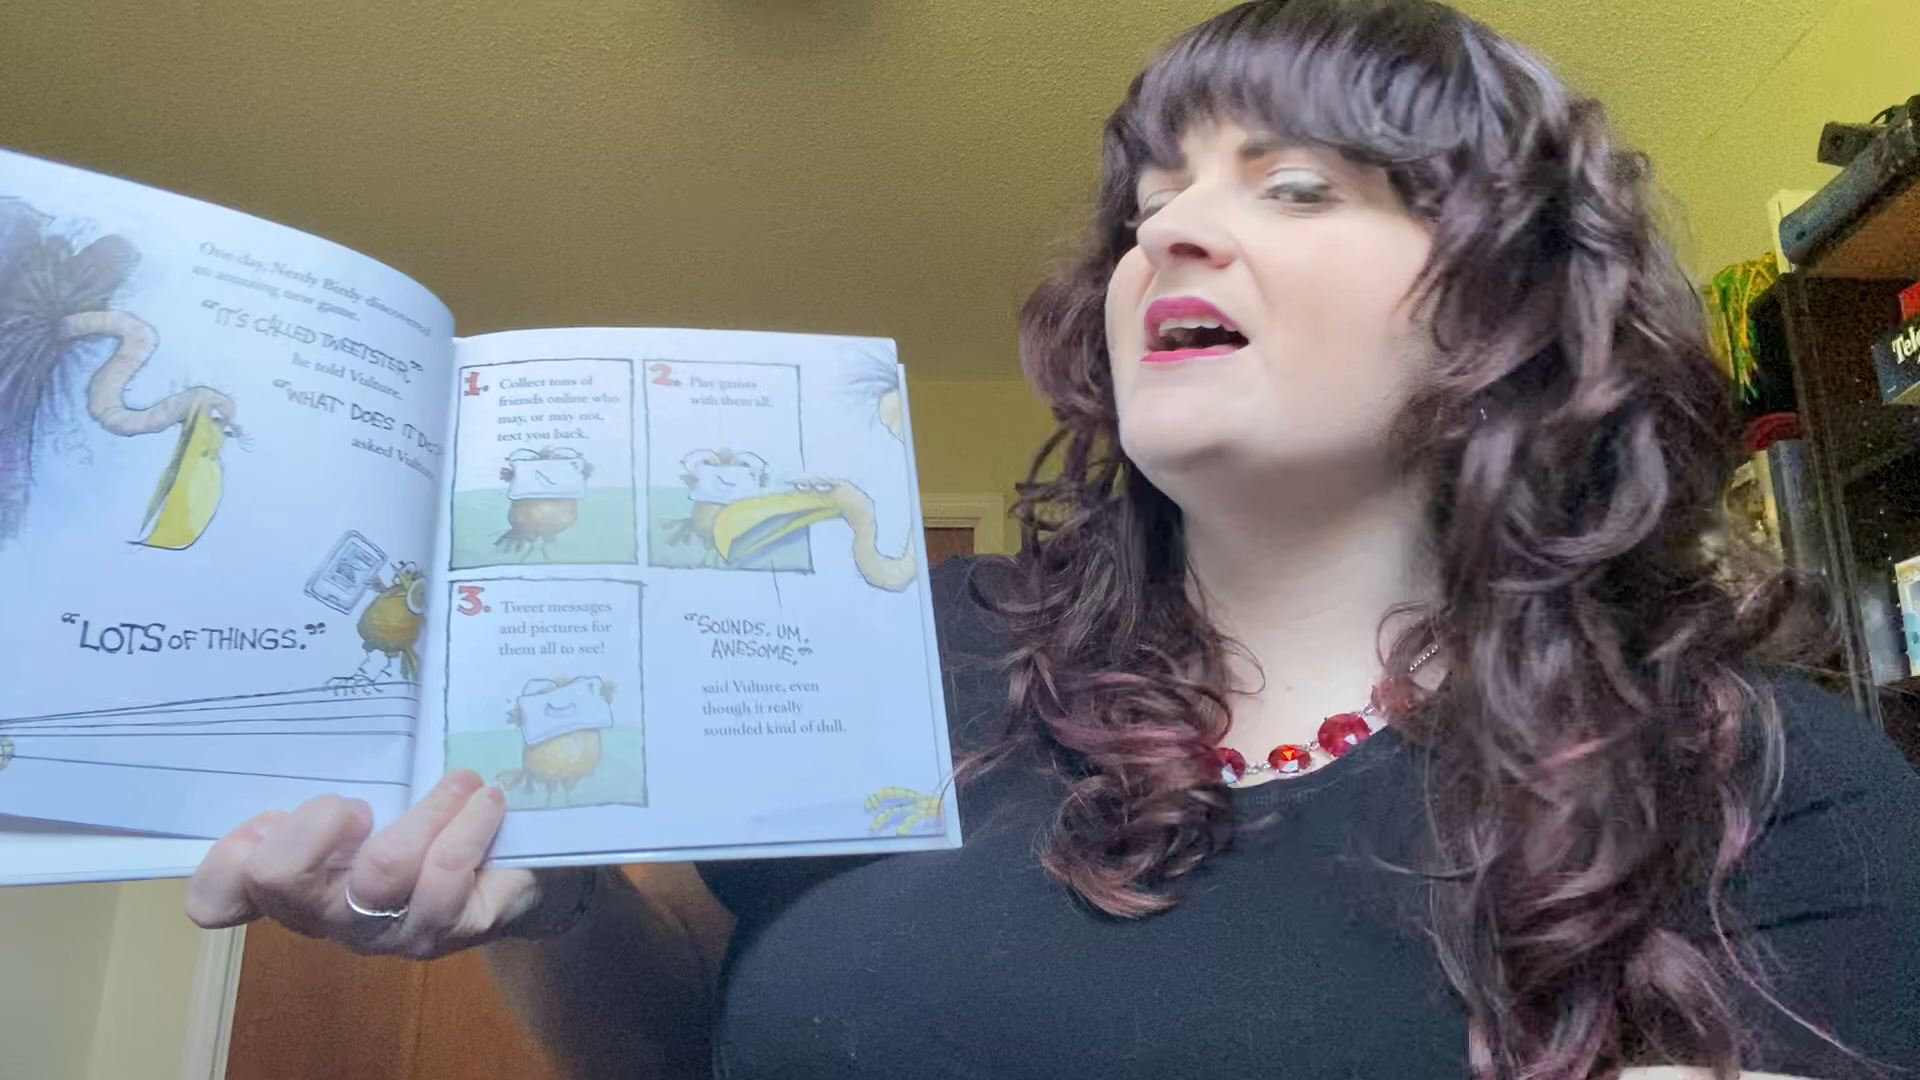 One day, Nerdy Birdy discovered
an amazing new game.
“IT'S CALLED TWEETSTER,”
he told Vulture.
“WHAT DOES IT DO?”
asked Vulture.
“LOTS OF THINGS.”
1. Collect tons of
friends online who
may, or may not,
text you back.
2. Play games
with them all.
3. Tweet messages
and pictures for
them all to see!
“SOUNDS, UM,
AWESOME,”
said Vulture, even
though it really
sounded kind of dull.